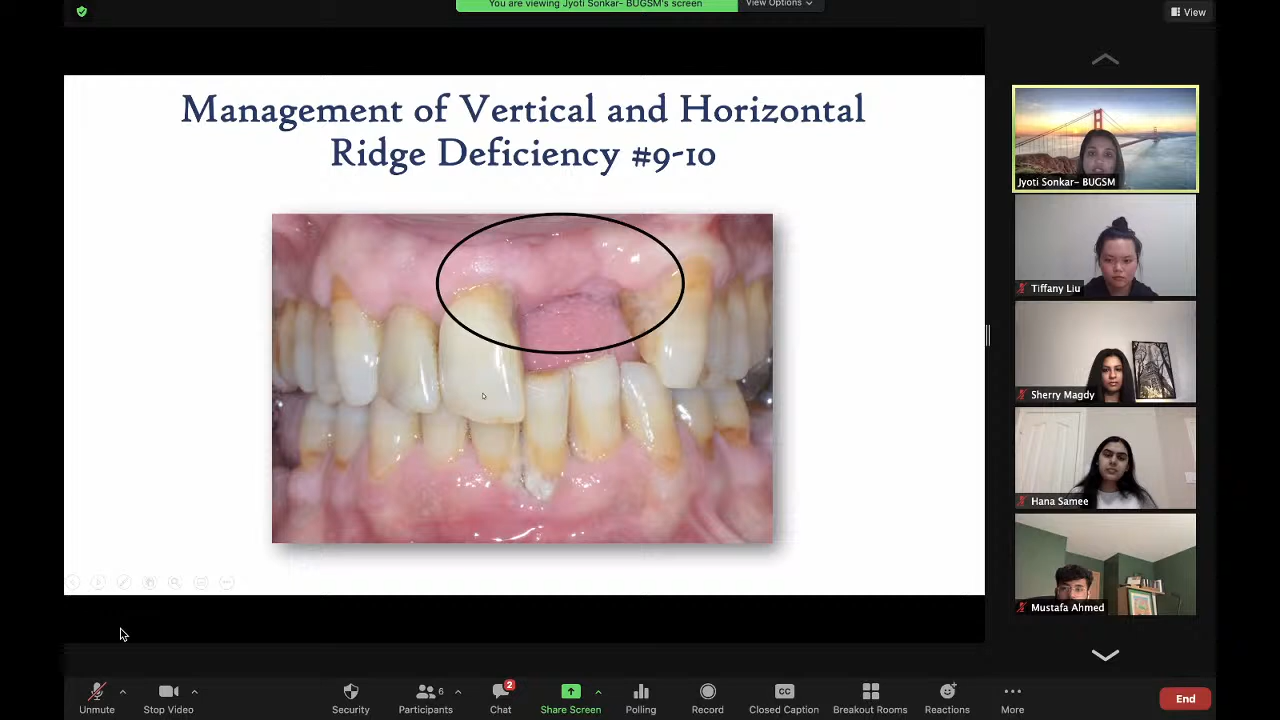 You are viewing Jyoti Sonkar- BUGSM's screen
View Options
View
Management of Vertical and Horizontal
Ridge Deficiency #9-10
Jyoti Sonkar- BUGSM
Tiffany Liu
Sherry Magdy
Hana Samee
Mustafa Ahmed
Unmute
Stop Video
Security
6
Participants
2
Chat
Share Screen
Polling
Record
CC
Closed Caption
Breakout Rooms
Reactions
More
End